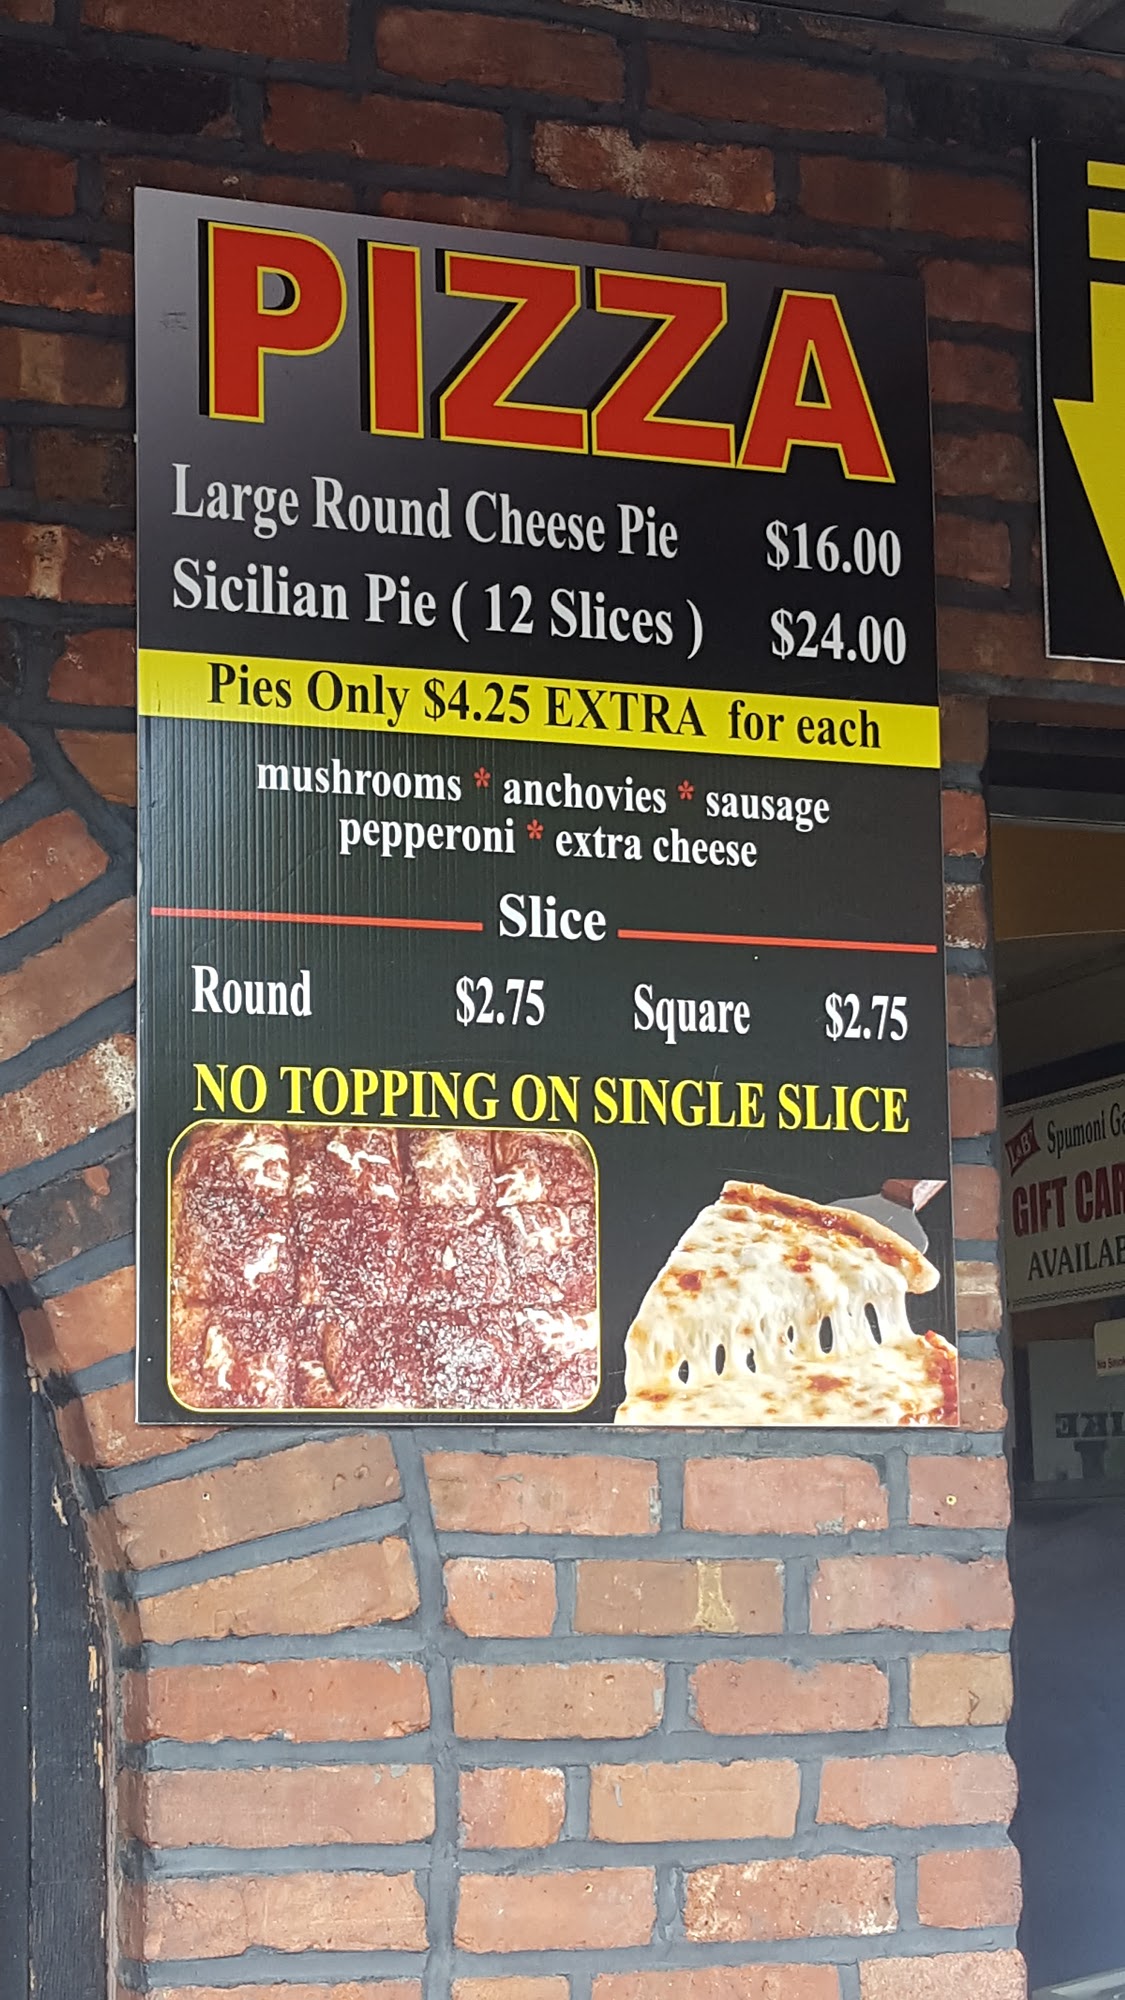 PIZZA
Large Round Cheese Pie $16.00
Sicilian Pie ( 12 Slices ) $24.00
Pies Only $4.25 EXTRA for each
mushrooms * anchovies * sausage
pepperoni * extra cheese
Slice
Round $2.75 Square $2.75
NO TOPPING ON SINGLE SLICE
L&B Spumoni Ga
GIFT CAR
AVAILAB